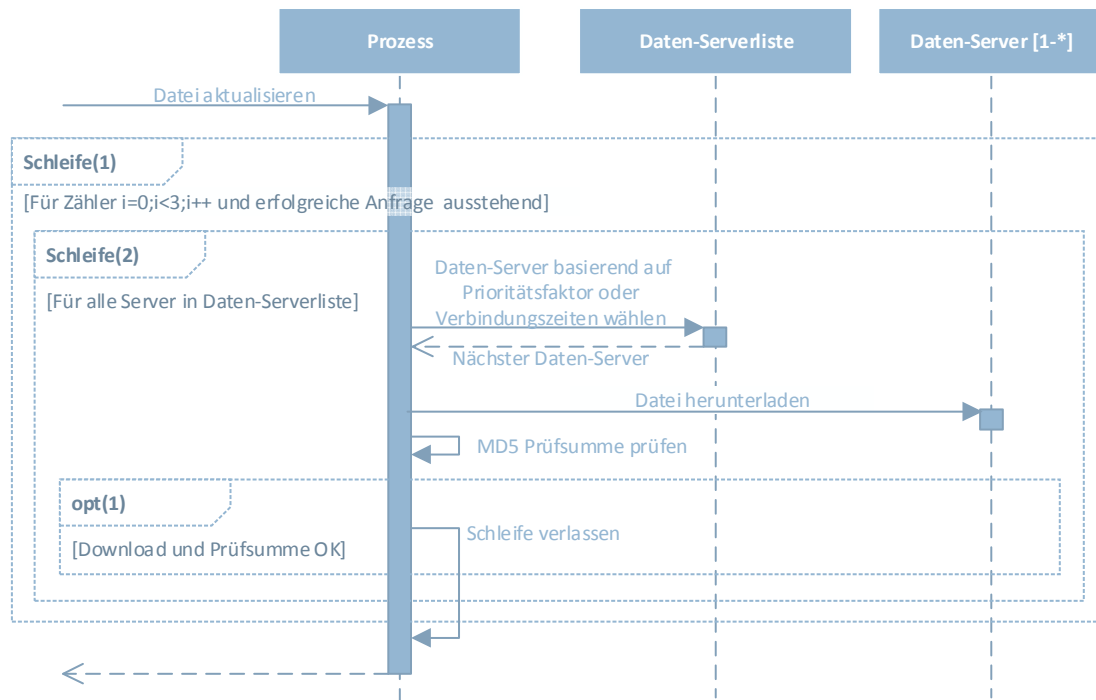 Prozess
Daten-Serverliste
Daten-Server [1-*]
Datei aktualisieren
Schleife(1)
[Für Zähler i=0;i<3;i++ und erfolgreiche Anfrage ausstehend]
Schleife(2)
[Für alle Server in Daten-Serverliste]
Daten-Server basierend auf
Prioritätsfaktor oder
Verbindungszeiten wählen
Nächster Daten-Server
Datei herunterladen
MD5 Prüfsumme prüfen
opt(1)
[Download und Prüfsumme OK]
Schleife verlassen